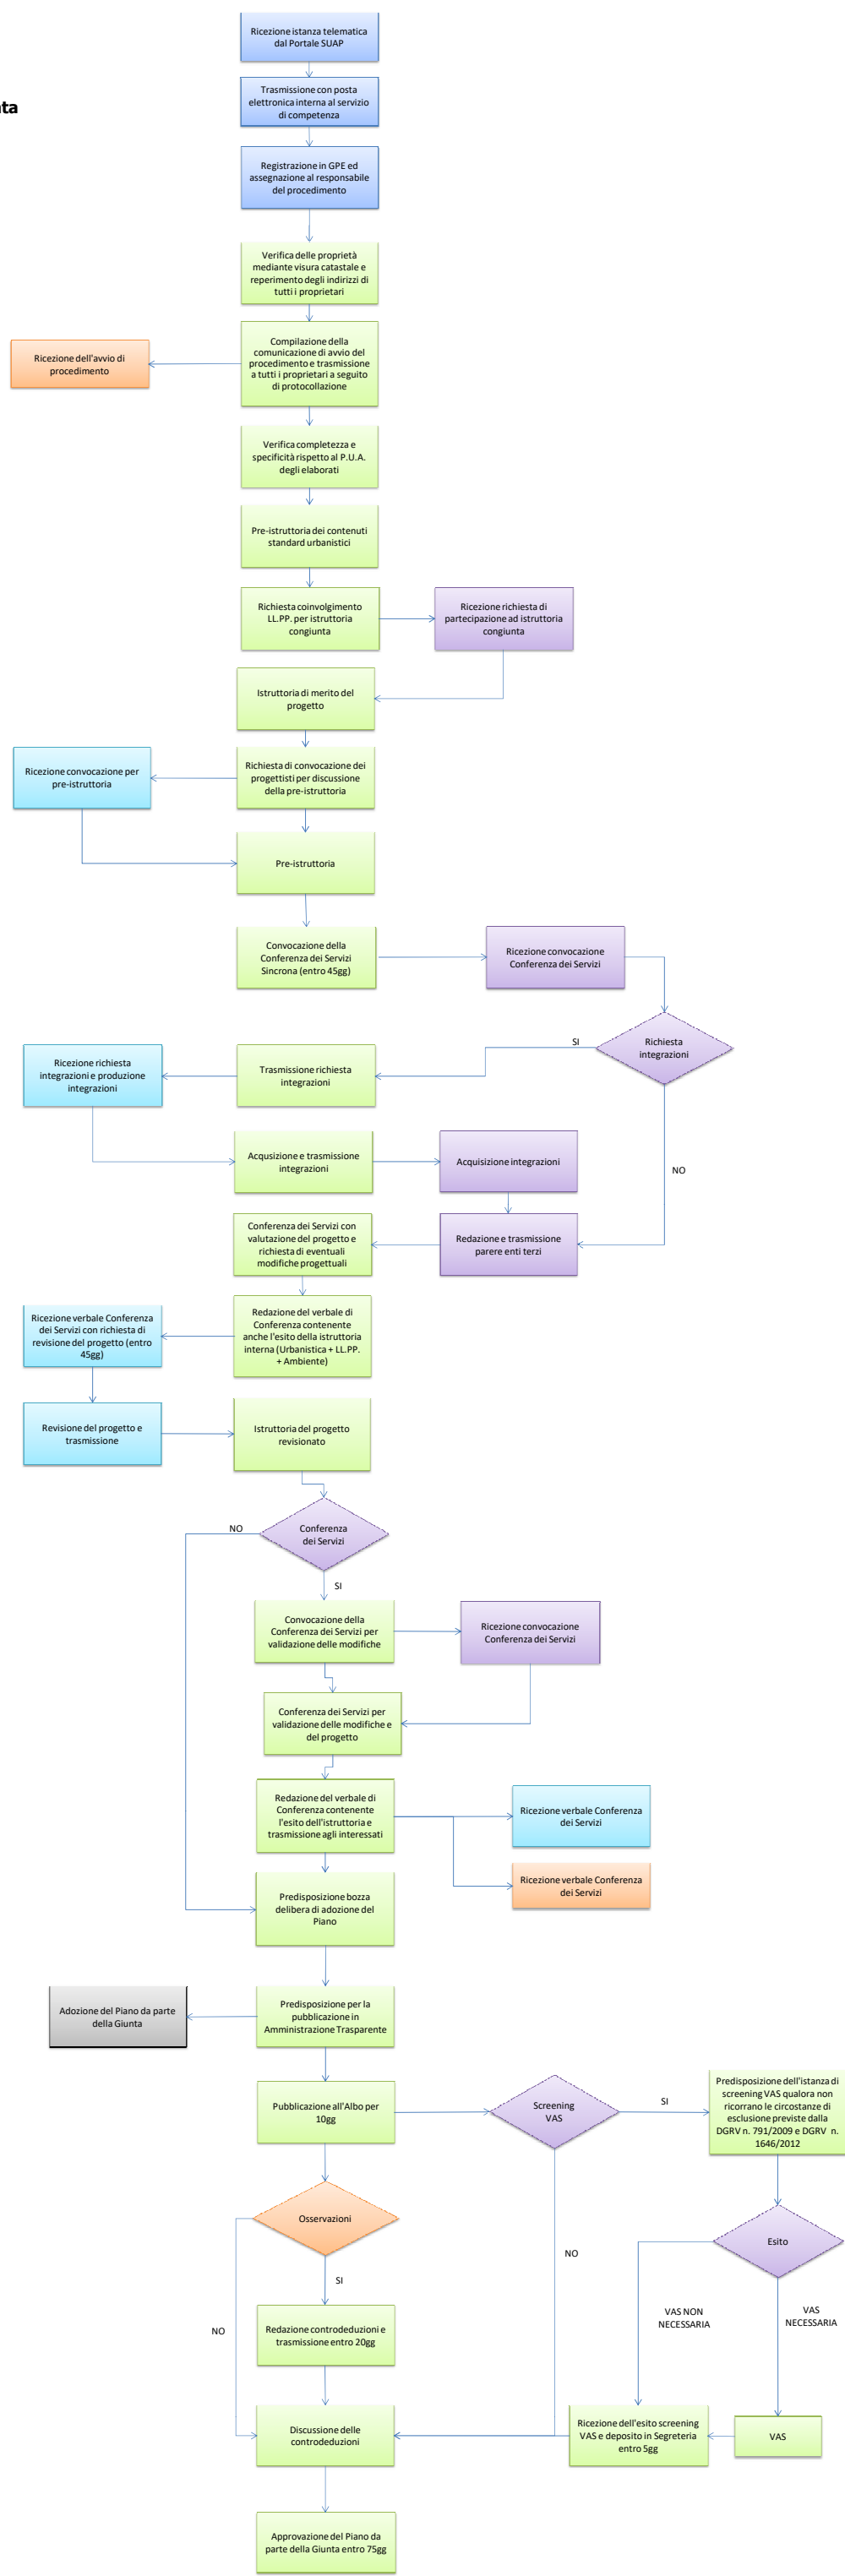 Ricezione istanza telematica
dal Portale SUAP
Trasmissione con posta
elettronica interna al servizio
di competenza
Registrazione in GPE ed
assegnazione al responsabile
del procedimento
Verifica delle proprietà
mediante visura catastale e
reperimento degli indirizzi di
tutti i proprietari
Compilazione della
comunicazione di avvio del
procedimento e trasmissione
a tutti i proprietari a seguito
di protocollazione
Ricezione dell'avvio di
procedimento
Verifica completezza e
specificità rispetto al P.U.A.
degli elaborati
Pre-istruttoria dei contenuti
standard urbanistici
Richiesta coinvolgimento
LL.PP. per istruttoria
congiunta
Ricezione richiesta di
partecipazione ad istruttoria
congiunta
Istruttoria di merito del
progetto
Richiesta di convocazione dei
progettisti per discussione
della pre-istruttoria
Ricezione convocazione per
pre-istruttoria
Pre-istruttoria
Convocazione della
Conferenza dei Servizi
Sincrona (entro 45gg)
Ricezione convocazione
Conferenza dei Servizi
Richiesta
integrazioni
SI
NO
Trasmissione richiesta
integrazioni
Ricezione richiesta
integrazioni e produzione
integrazioni
Acqusizione e trasmissione
integrazioni
Acquisizione integrazioni
Redazione e trasmissione
parere enti terzi
Conferenza dei Servizi con
valutazione del progetto e
richiesta di eventuali
modifiche progettuali
Redazione del verbale di
Conferenza contenente
anche l'esito della istruttoria
interna (Urbanistica + LL.PP.
+ Ambiente)
Ricezione verbale Conferenza
dei Servizi con richiesta di
revisione del progetto (entro
45gg)
Revisione del progetto e
trasmissione
Istruttoria del progetto
revisionato
Conferenza
dei Servizi
NO
SI
Convocazione della
Conferenza dei Servizi per
validazione delle modifiche
Ricezione convocazione
Conferenza dei Servizi
Conferenza dei Servizi per
validazione delle modifiche e
del progetto
Redazione del verbale di
Conferenza contenente
l'esito dell'istruttoria e
trasmissione agli interessati
Ricezione verbale Conferenza
dei Servizi
Ricezione verbale Conferenza
dei Servizi
Predisposizione bozza
delibera di adozione del
Piano
Predisposizione per la
pubblicazione in
Amministrazione Trasparente
Adozione del Piano da parte
della Giunta
Pubblicazione all'Albo per
10gg
Screening
VAS
SI
NO
Predisposizione dell'istanza di
screening VAS qualora non
ricorrano le circostanze di
esclusione previste dalla
DGRV n. 791/2009 e DGRV n.
1646/2012
Osservazioni
SI
NO
Esito
VAS NON
NECESSARIA
VAS
NECESSARIA
Redazione controdeduzioni e
trasmissione entro 20gg
Discussione delle
controdeduzioni
Ricezione dell'esito screening
VAS e deposito in Segreteria
entro 5gg
VAS
Approvazione del Piano da
parte della Giunta entro 75gg